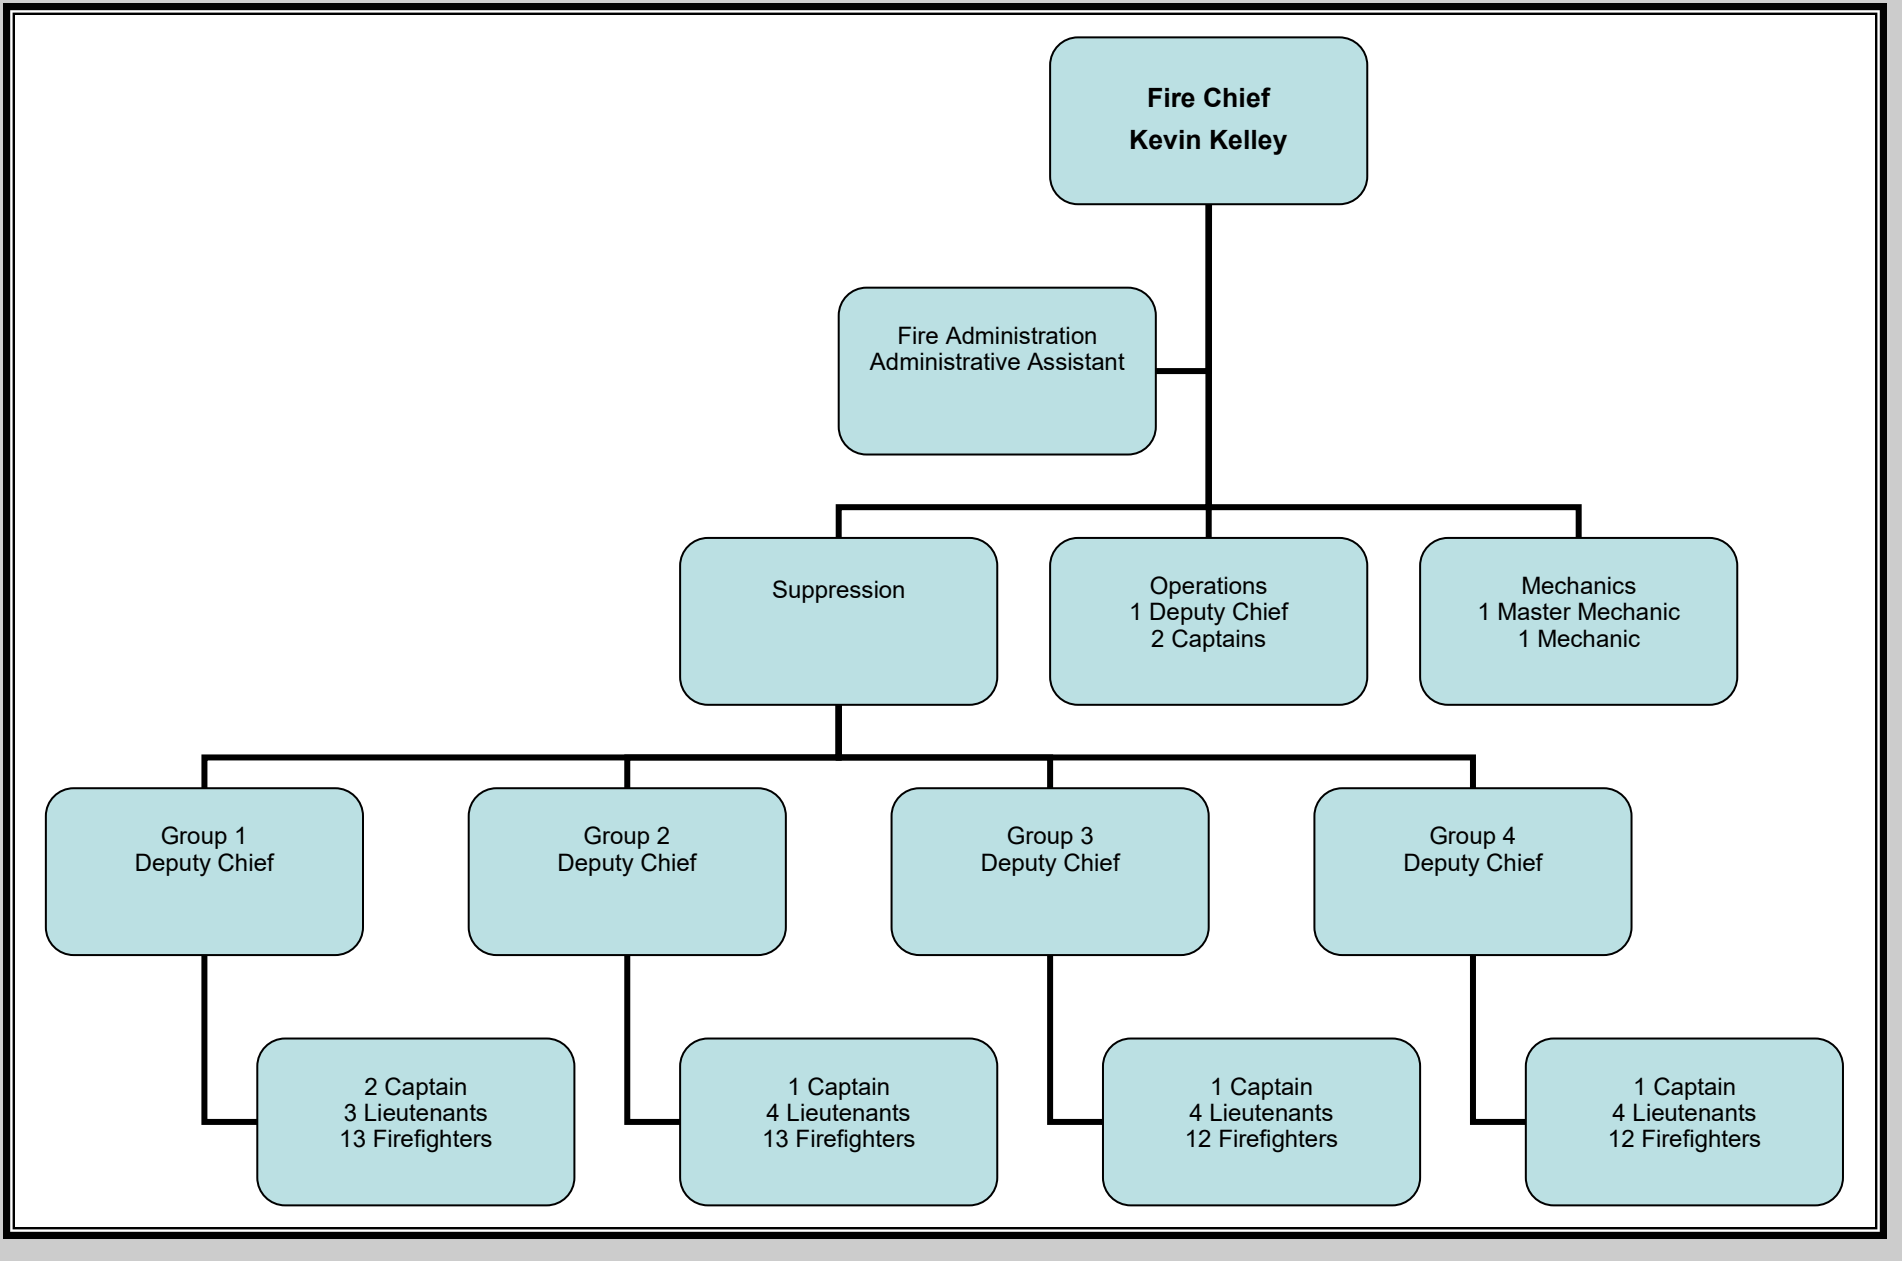 Fire Chief
Kevin Kelley
Fire Administration
Administrative Assistant
Suppression
Operations
1 Deputy Chief
2 Captains
Mechanics
1 Master Mechanic
1 Mechanic
Group 1
Deputy Chief
Group 2
Deputy Chief
Group 3
Deputy Chief
Group 4
Deputy Chief
2 Captain
3 Lieutenants
13 Firefighters
1 Captain
4 Lieutenants
13 Firefighters
1 Captain
4 Lieutenants
12 Firefighters
1 Captain
4 Lieutenants
12 Firefighters